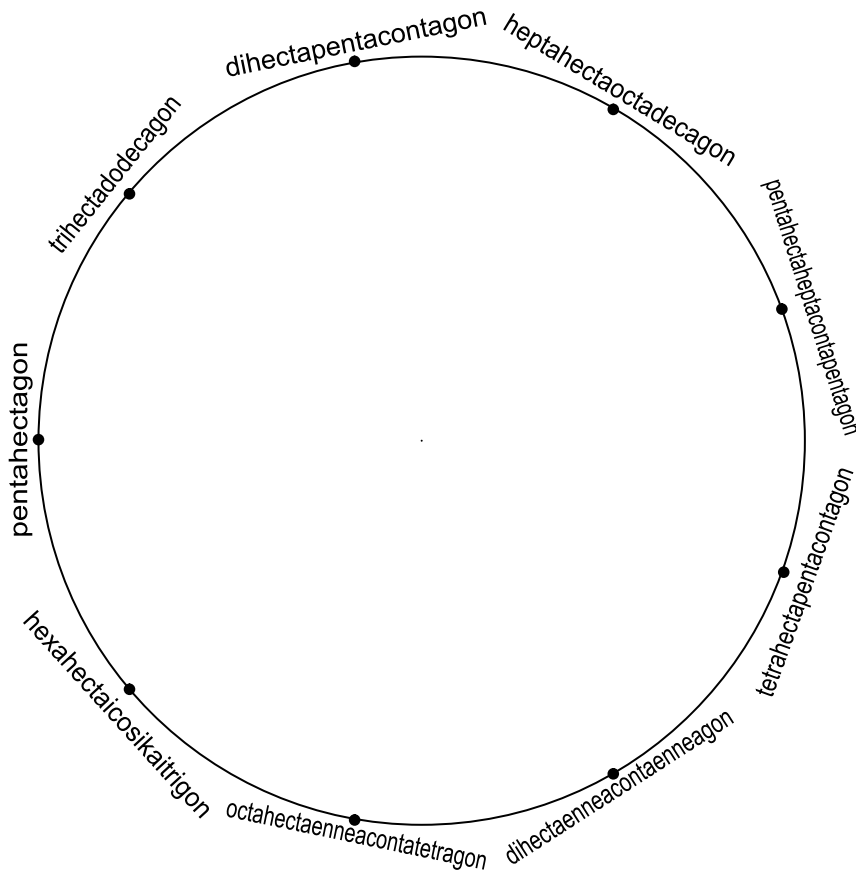 dihectapentacontagon
heptahectaoctadecagon
trihectadodecagon
pentahectaheptacontapentagon
pentahectagon
tetrahectapentacontagon
hexahectaicosikaitrigon
dihectaenneacontaenneagon
octahectaenneacontatetragon